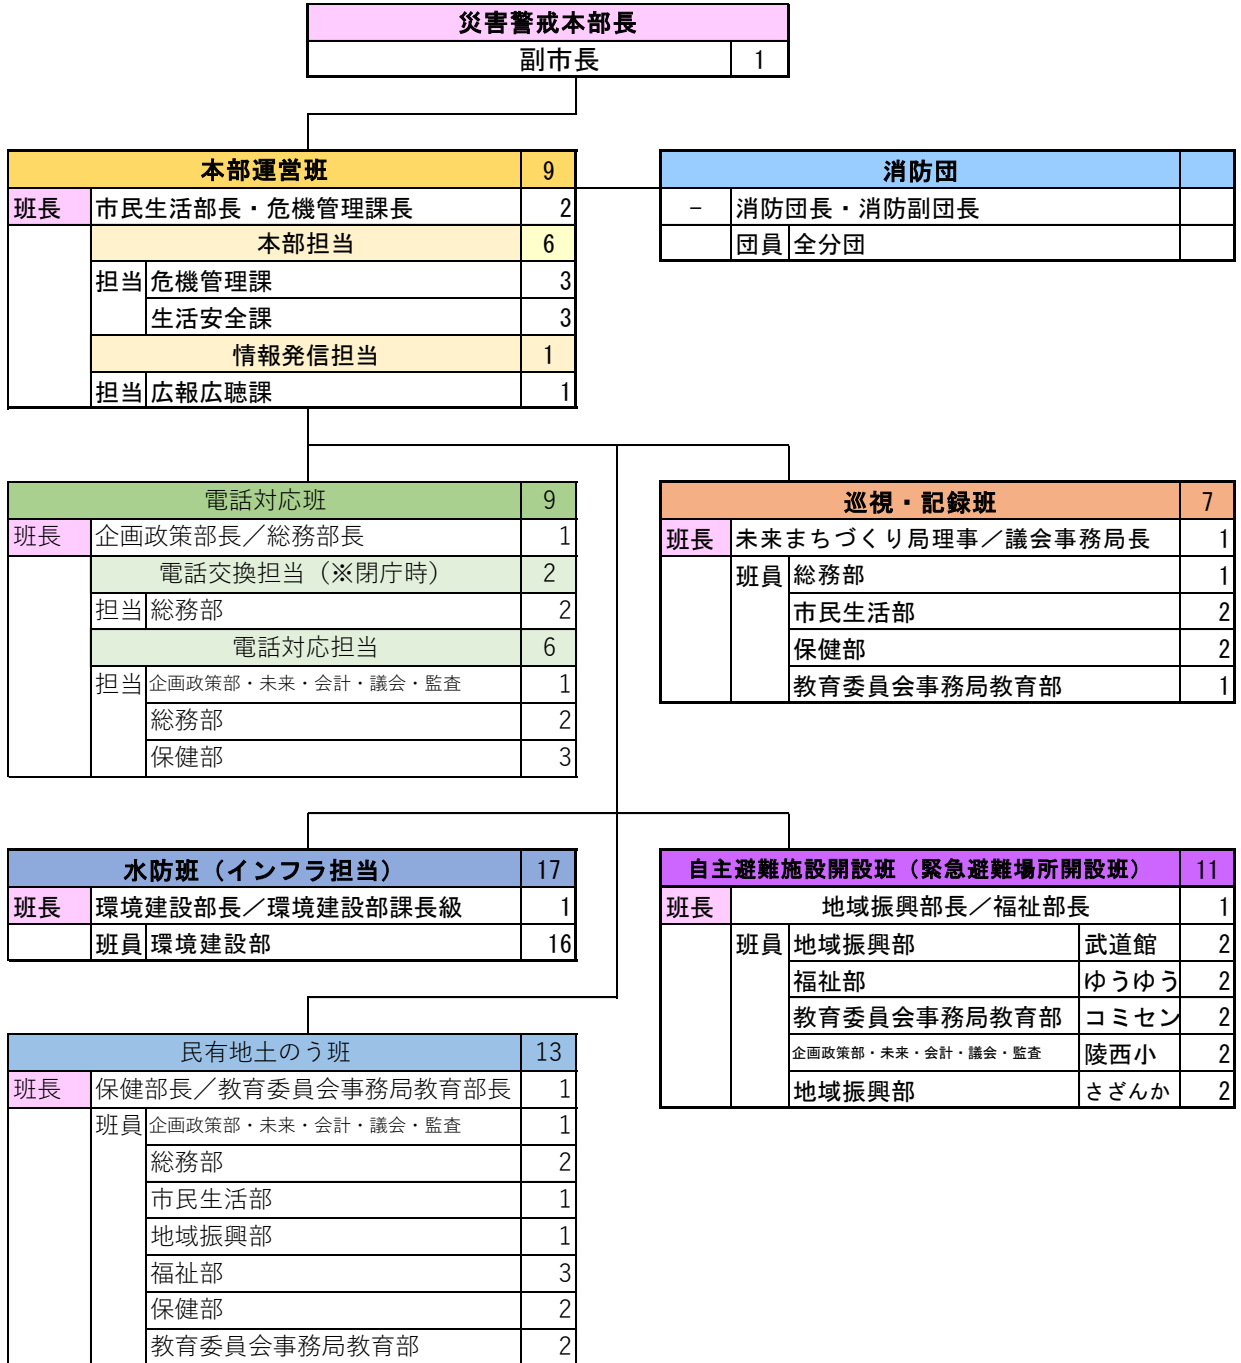 災害警戒本部長
副市長 1
本部運営班 9
班長 市民生活部長・危機管理課長 2
本部担当 6
担当 危機管理課 3
生活安全課 3
情報発信担当 1
担当 広報広聴課 1
消防団
− 消防団長・消防副団長
団員 全分団
電話対応班 9
班長 企画政策部長／総務部長 1
電話交換担当（※閉庁時） 2
担当 総務部 2
電話対応担当 6
担当 企画政策部・未来・会計・議会・監査 1
総務部 2
保健部 3
巡視・記録班 7
班長 未来まちづくり局理事／議会事務局長 1
班員 総務部 1
市民生活部 2
保健部 2
教育委員会事務局教育部 1
水防班（インフラ担当） 17
班長 環境建設部長／環境建設部課長級 1
班員 環境建設部 16
自主避難施設開設班（緊急避難場所開設班） 11
班長 地域振興部長／福祉部長 1
班員 地域振興部 武道館 2
福祉部 ゆうゆう 2
教育委員会事務局教育部 コミセン 2
企画政策部・未来・会計・議会・監査 陵西小 2
地域振興部 さざんか 2
民有地土のう班 13
班長 保健部長／教育委員会事務局教育部長 1
班員 企画政策部・未来・会計・議会・監査 1
総務部 2
市民生活部 1
地域振興部 1
福祉部 3
保健部 2
教育委員会事務局教育部 2